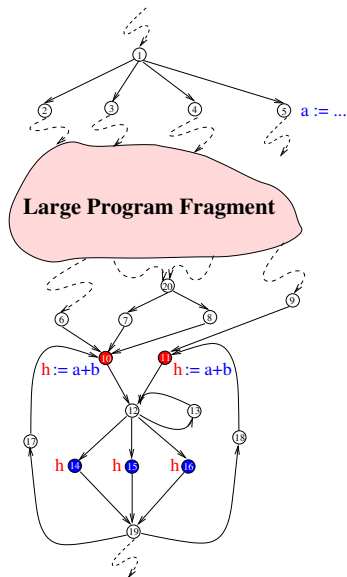 1
2 3 4 5 a := ...
Large Program Fragment
20
9
6 7 8
10 11
h := a+b h := a+b
12 13
17 18
h 14 h 15 h 16
19